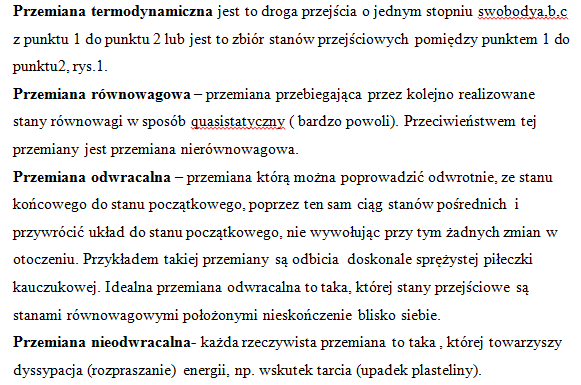 Przemiana termodynamiczna jest to droga przejścia o jednym stopniu swobodya.b.c
z punktu 1 do punktu 2 lub jest to zbiór stanów przejściowych pomiędzy punktem 1 do
punktu2, rys.1.
Przemiana równowagowa – przemiana przebiegająca przez kolejno realizowane
stany równowagi w sposób quasistatyczny ( bardzo powoli). Przeciwieństwem tej
przemiany jest przemiana nierównowagowa.
Przemiana odwracalna – przemiana którą można poprowadzić odwrotnie, ze stanu
końcowego do stanu początkowego, poprzez ten sam ciąg stanów pośrednich i
przywrócić układ do stanu początkowego, nie wywołując przy tym żadnych zmian w
otoczeniu. Przykładem takiej przemiany są odbicia doskonale sprężystej piłeczki
kauczukowej. Idealna przemiana odwracalna to taka, której stany przejściowe są
stanami równowagowymi położonymi nieskończenie blisko siebie.
Przemiana nieodwracalna- każda rzeczywista przemiana to taka , której towarzyszy
dyssypacja (rozpraszanie) energii, np. wskutek tarcia (upadek plasteliny).